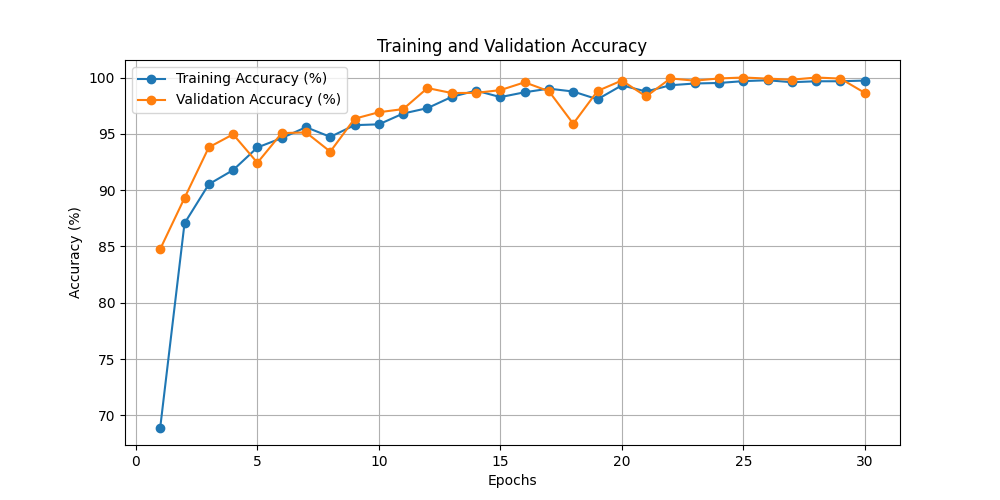 Training and Validation Accuracy
Training Accuracy (%)
Validation Accuracy (%)
Accuracy (%)
100
95
90
85
80
75
70
0 5 10 15 20 25 30
Epochs